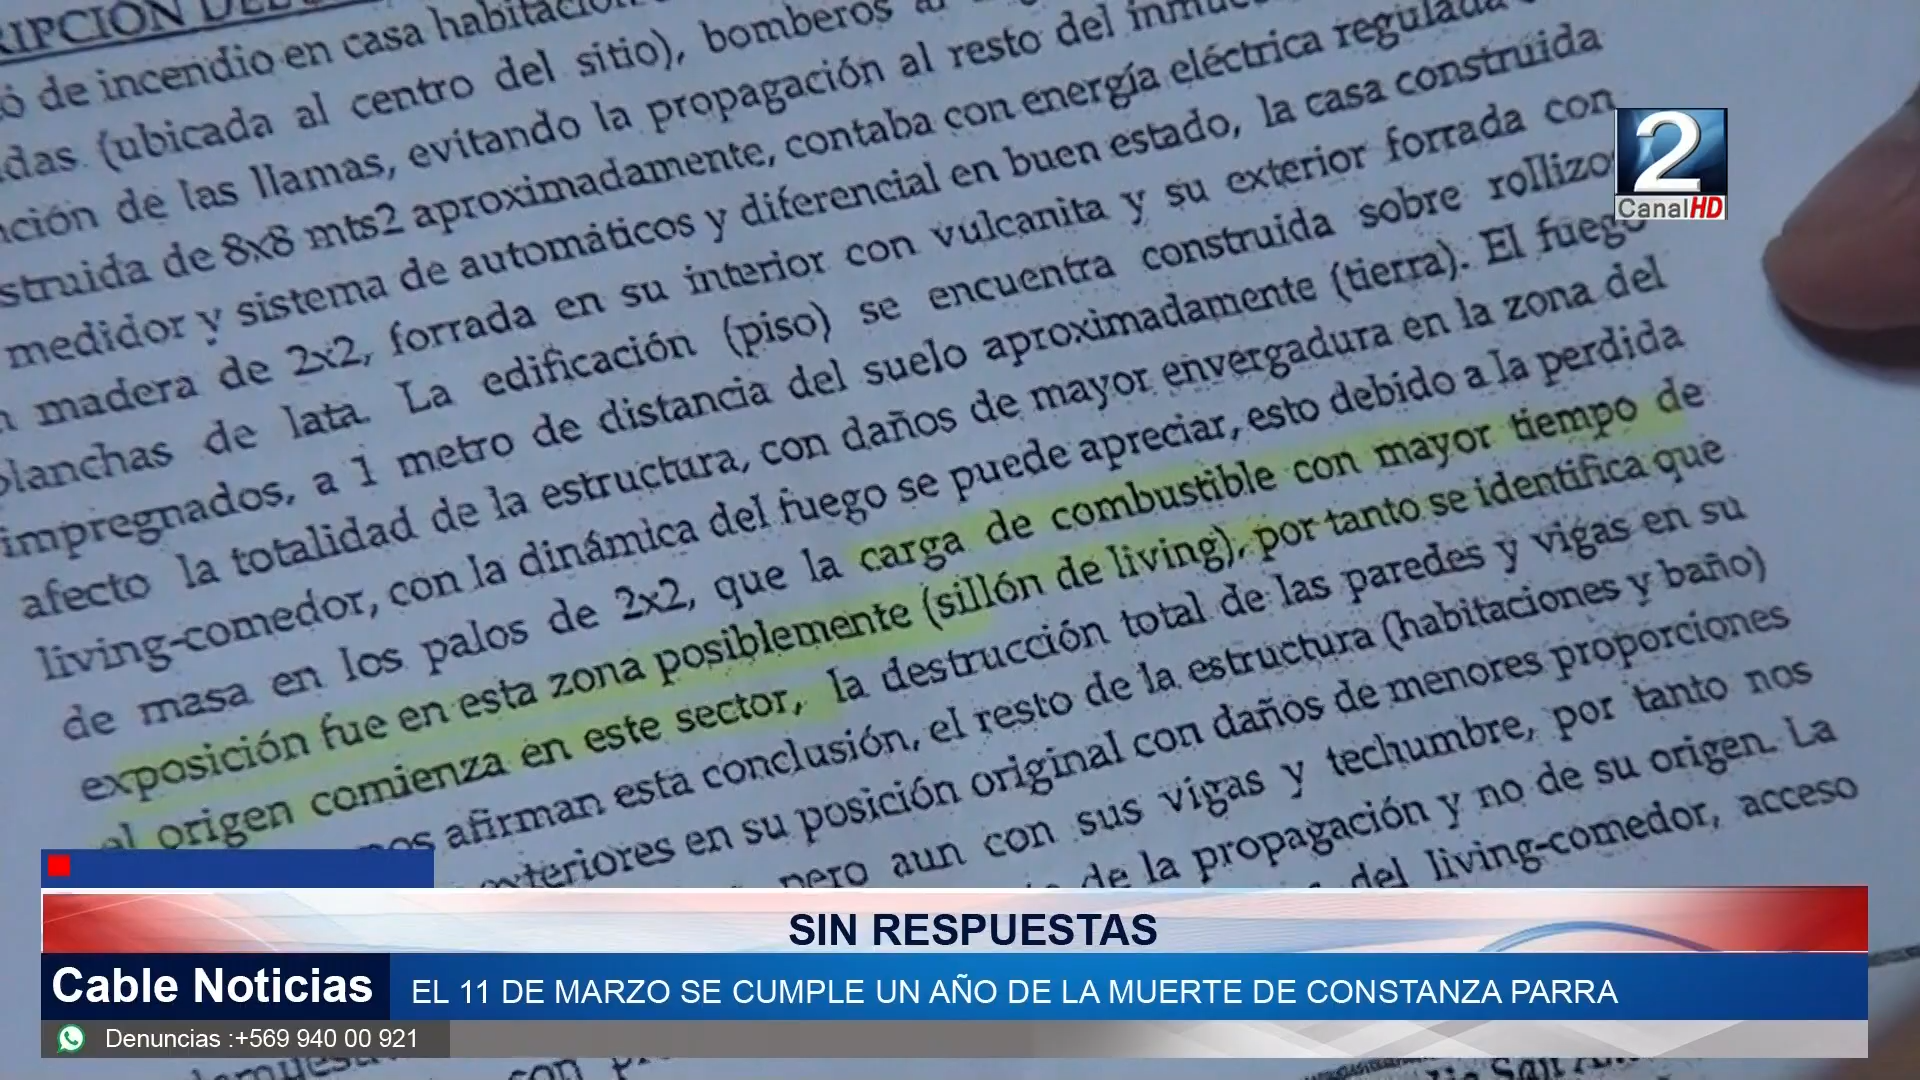 RIPCIÓN DEL
ó de incendio en casa habitación
das. (ubicada al centro del sitio), bomberos
ción de las llamas, evitando la propagación al resto del
struida de 8x8 mts2 aproximadamente, contaba con energía eléctrica regulada
medidor y sistema de automáticos y diferencial en buen estado, la casa construida
madera de 2x2, forrada en su interior con vulcanita y su exterior forrada con
planchas de lata. La edificación (piso) se encuentra construida sobre rollizos
impregnados, a 1 metro de distancia del suelo aproximadamente (tierra). El fuego
afecto la totalidad de la estructura, con daños de mayor envergadura en la zona del
living-comedor, con la dinámica del fuego se puede apreciar, esto debido a la perdida
de masa en los palos de 2x2, que la carga de combustible con mayor tiempo de
exposición fue en esta zona posiblemente (sillón de living), por tanto se identifica que
el origen comienza en este sector, la destrucción total de las paredes y vigas en su
nos afirman esta conclusión, el resto de la estructura (habitaciones y baño)
exteriores en su posición original con daños de menores proporciones
pero aun con sus vigas y techumbre, por tanto nos
de la propagación y no de su origen. La
del living-comedor, acceso
2
CanalHD
SIN RESPUESTAS
Cable Noticias
EL 11 DE MARZO SE CUMPLE UN AÑO DE LA MUERTE DE CONSTANZA PARRA
Denuncias :+569 940 00 921